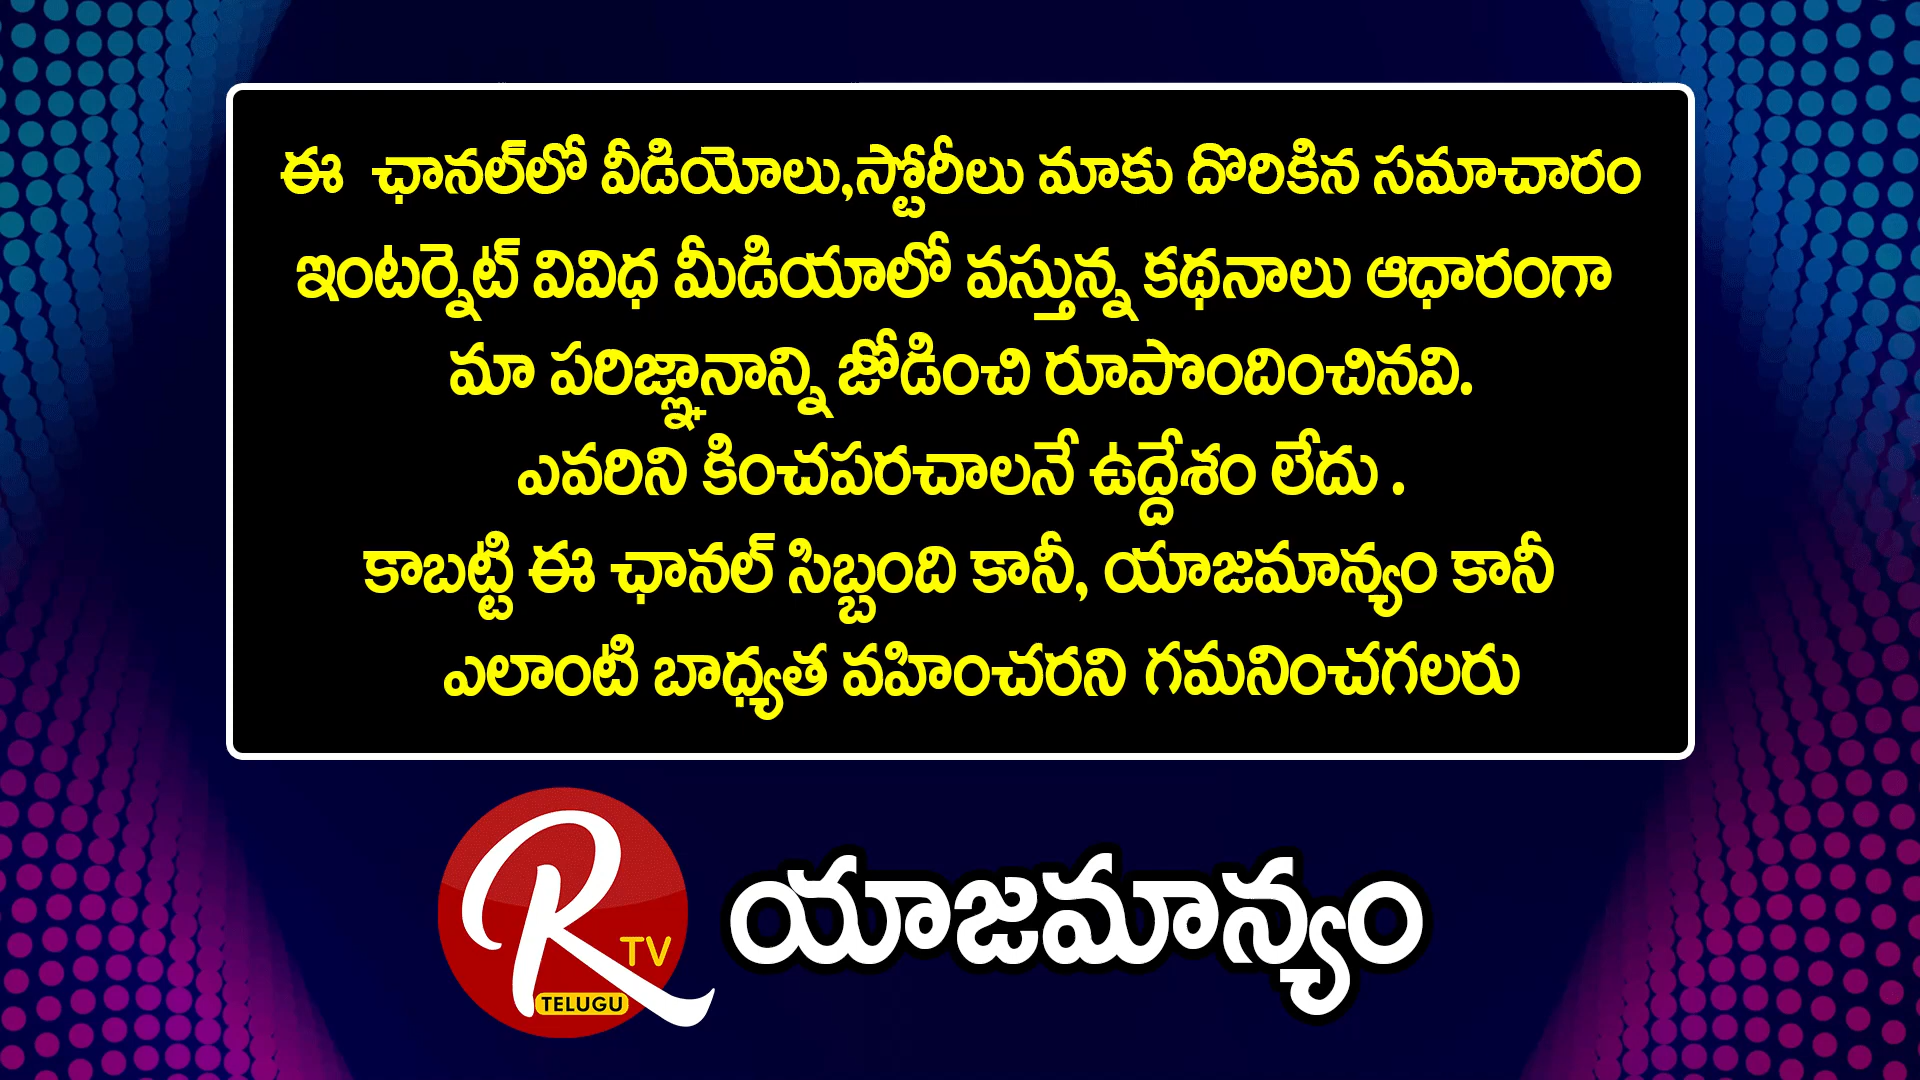 ఈ ఛానల్‌లో వీడియోలు,స్టోరీలు మాకు దొరికిన సమాచారం
ఇంటర్నెట్ వివిధ మీడియాలో వస్తున్న కథనాలు ఆధారంగా
మా పరిజ్ఞానాన్ని జోడించి రూపొందించినవి.
ఎవరిని కించపరచాలనే ఉద్దేశం లేదు .
కాబట్టి ఈ ఛానల్ సిబ్బంది కానీ, యాజమాన్యం కానీ
ఎలాంటి బాధ్యత వహించరని గమనించగలరు
R TV
TELUGU
యాజమాన్యం